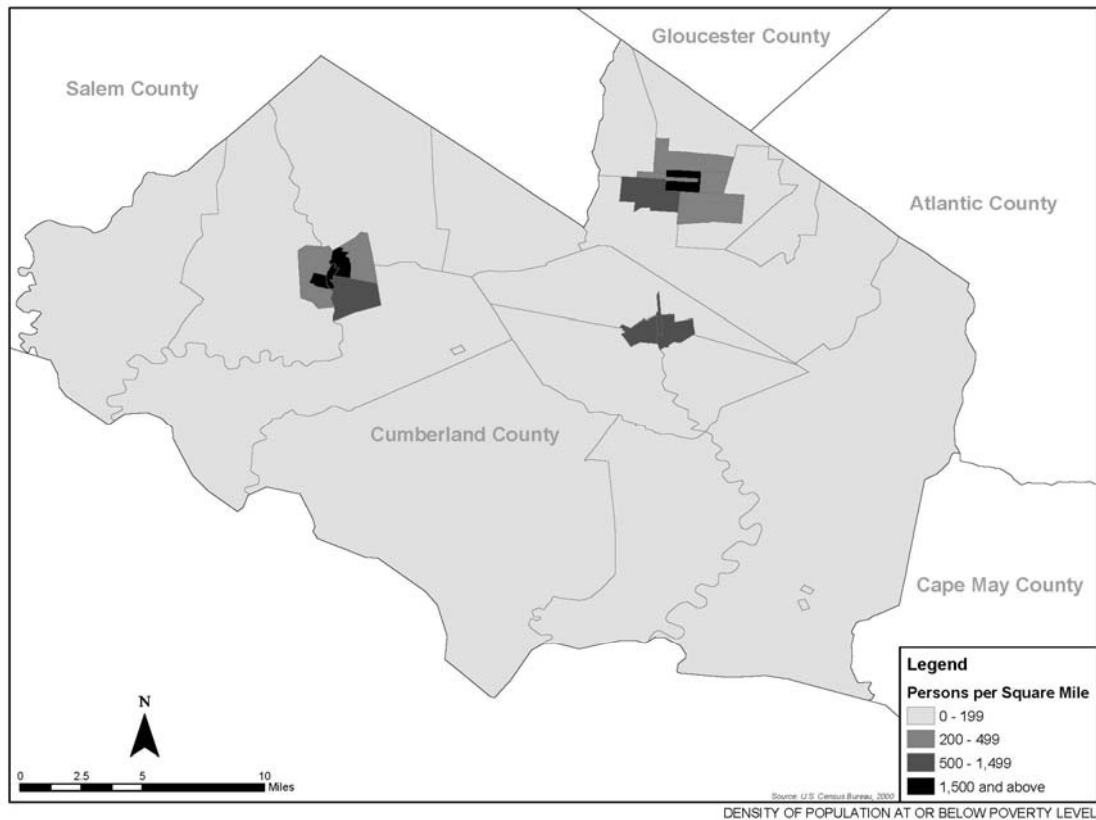 Gloucester County
Salem County
Atlantic County
Cumberland County
Cape May County
Legend
Persons per Square Mile
0 - 199
200 - 499
500 - 1,499
1,500 and above
N
0 2.5 5 10
Miles
Source: U.S. Census Bureau, 2000
DENSITY OF POPULATION AT OR BELOW POVERTY LEVEL